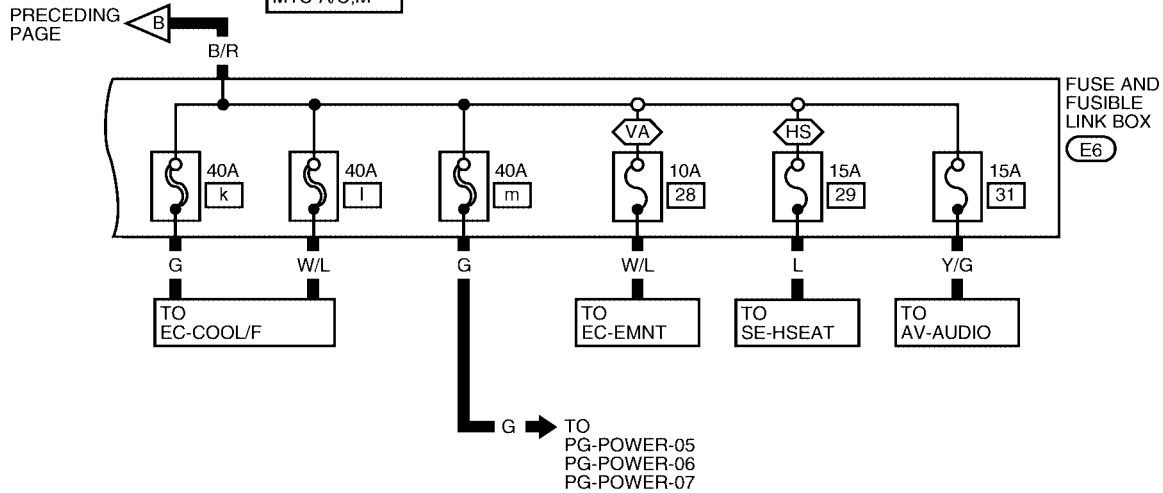 MTC-A/C,M
PRECEDING
PAGE
B
B/R
FUSE AND
FUSIBLE
LINK BOX
E6
VA
HS
40A
k
40A
l
40A
m
10A
28
15A
29
15A
31
G
W/L
G
W/L
L
Y/G
TO
EC-COOL/F
TO
EC-EMNT
TO
SE-HSEAT
TO
AV-AUDIO
G
TO
PG-POWER-05
PG-POWER-06
PG-POWER-07